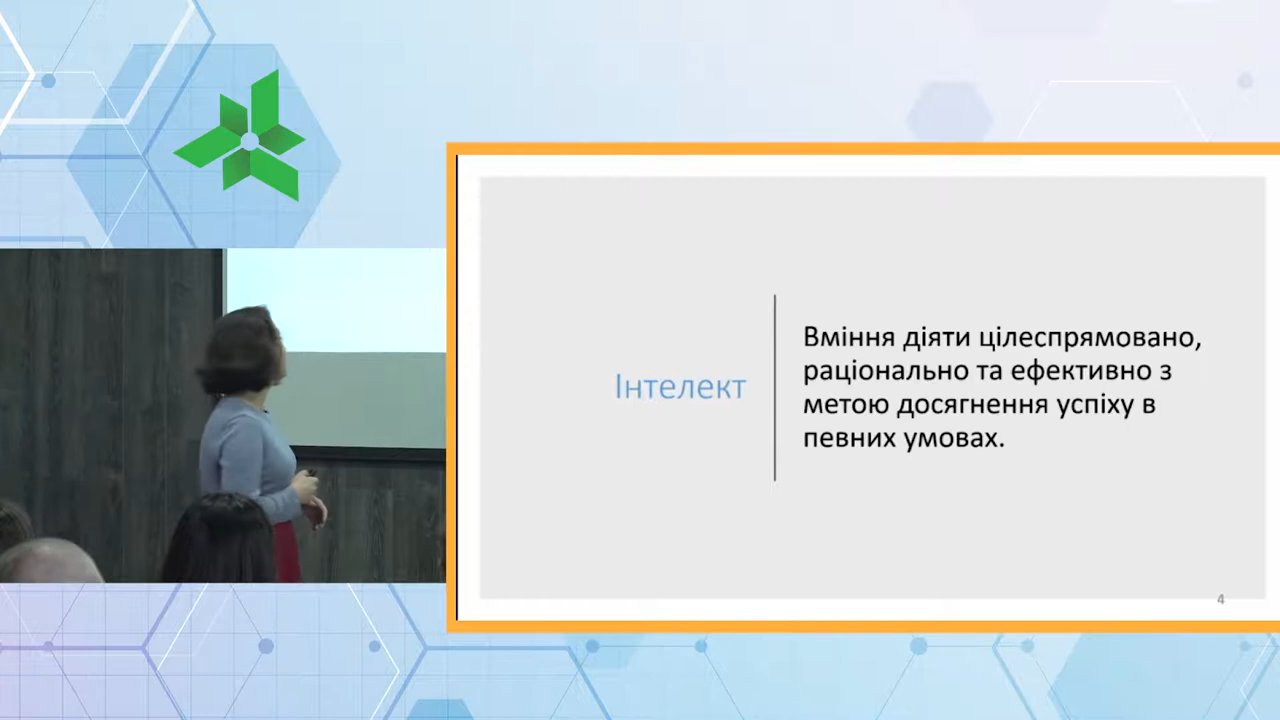 Інтелект
Вміння діяти цілеспрямовано,
раціонально та ефективно з
метою досягнення успіху в
певних умовах.
4